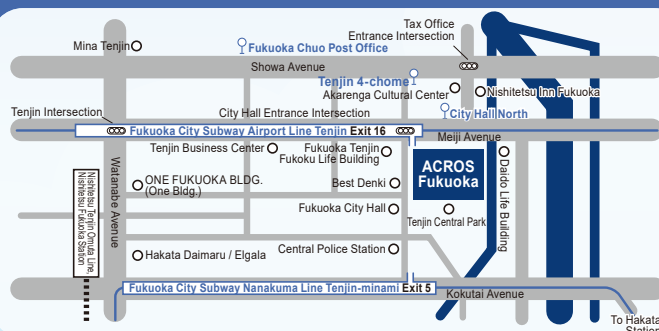 Tax Office
Entrance Intersection
Mina Tenjin
Fukuoka Chuo Post Office
Showa Avenue
Tenjin 4-chome
Akarenga Cultural Center
Nishitetsu Inn Fukuoka
Tenjin Intersection
City Hall Entrance Intersection
City Hall North
Fukuoka City Subway Airport Line Tenjin Exit 16
Meiji Avenue
Tenjin Business Center
Fukuoka Tenjin
Fukoku Life Building
ACROS
Fukuoka
Daido Life Building
Nishitetsu Tenjin Omuta Line,
Nishitetsu Fukuoka Station
Watanabe Avenue
ONE FUKUOKA BLDG.
(One Bldg.)
Best Denki
Fukuoka City Hall
Tenjin Central Park
Hakata Daimaru / Elgala
Central Police Station
Fukuoka City Subway Nanakuma Line Tenjin-minami Exit 5
Kokutai Avenue
To Hakata
Station